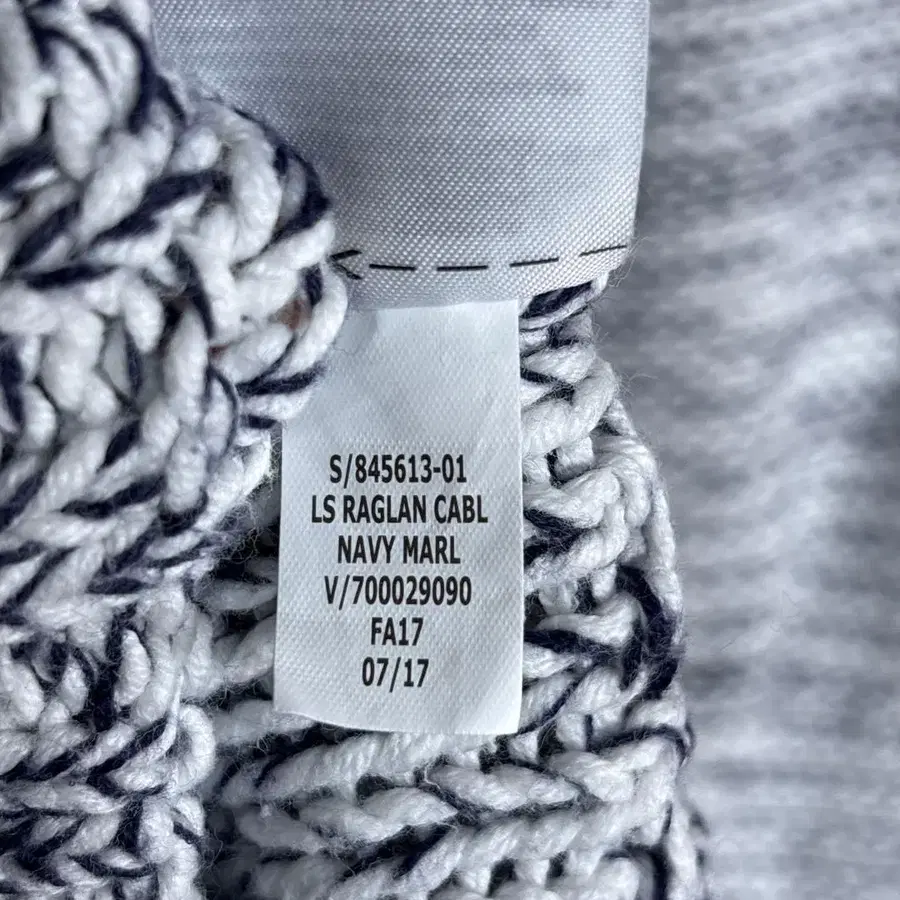 S/845613-01
LS RAGLAN CABL
NAVY MARL
V/700029090
FA17
07/17